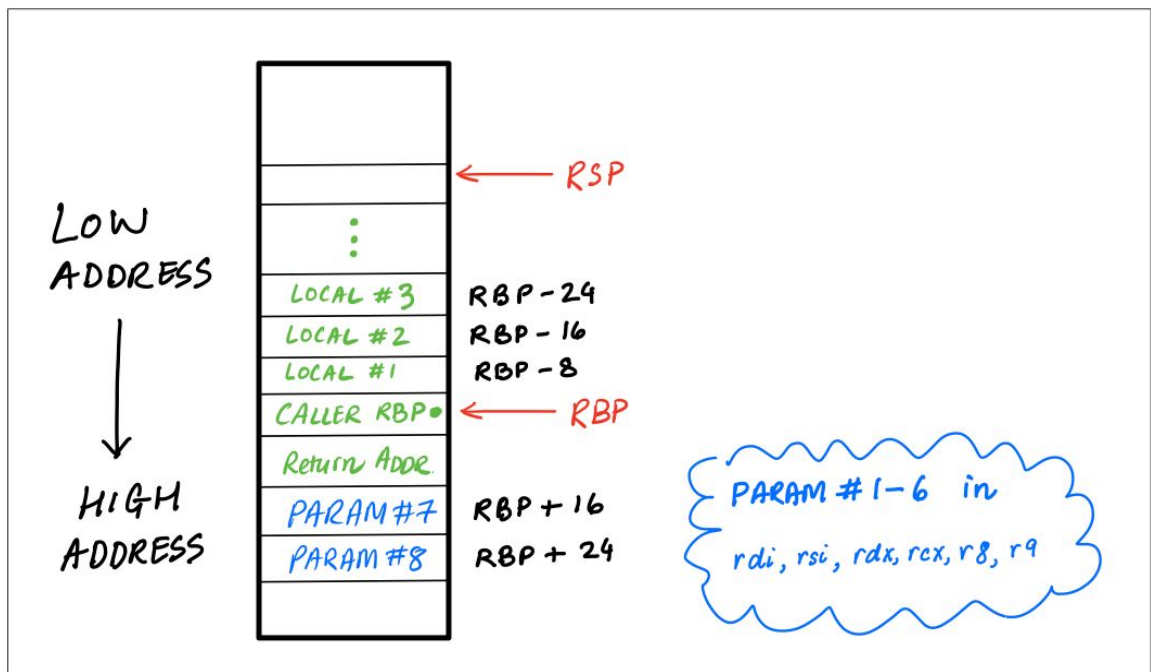 RSP
LOW
ADDRESS
LOCAL #3 RBP-24
LOCAL #2 RBP-16
LOCAL #1 RBP-8
CALLER RBP RBP
Return ADDR.
HIGH
ADDRESS
PARAM #7 RBP + 16
PARAM #8 RBP + 24
PARAM # 1-6 in
rdi, rsi, rdx, rcx, r8, r9